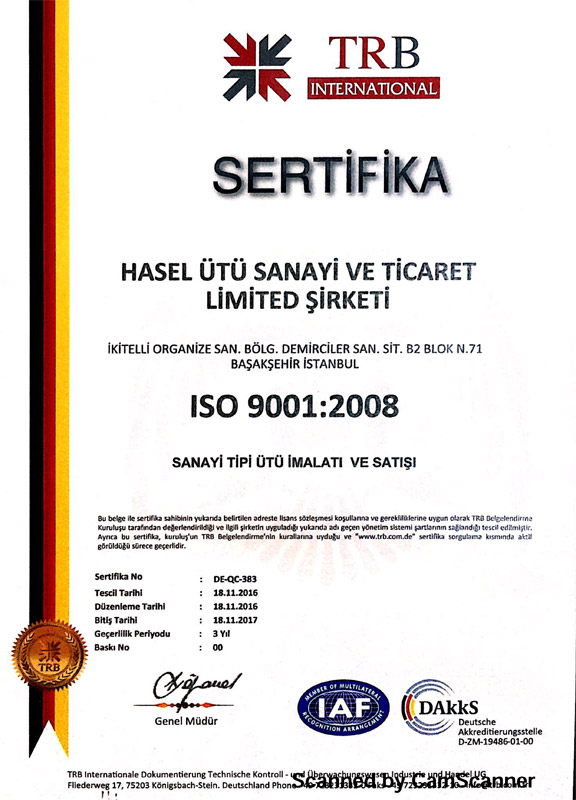 TRB
INTERNATIONAL
SERTİFİKA
HASEL ÜTÜ SANAYİ VE TİCARET
LİMİTED ŞİRKETİ
İKİTELLİ ORGANİZE SAN. BÖLG. DEMİRCİLER SAN. SİT. B2 BLOK N.71
BAŞAKŞEHİR İSTANBUL
ISO 9001:2008
SANAYİ TİPİ ÜTÜ İMALATI VE SATIŞI
Bu belge ile sertifika sahibinin yukarıda belirtilen adreste lisans sözleşmesi koşullarına ve gerekliliklerine uygun olarak TRB Belgelendirme
Kuruluşu tarafından değerlendirildiği ve ilgili şirketin uyguladığı yukarıda adı geçen yönetim sistemi şartlarının sağlandığı tescil edilmiştir.
Ayrıca bu sertifika, kuruluş'un TRB Belgelendirme'nin kurallarına uyduğu ve "www.trb.com.de" sertifika sorgulama kısmında aktif
görüldüğü sürece geçerlidir.
Sertifika No : DE-QC-383
Tescil Tarihi : 18.11.2016
Düzenleme Tarihi : 18.11.2016
Bitiş Tarihi : 18.11.2017
Geçerlilik Periyodu : 3 Yıl
Baskı No : 00
TRB
Genel Müdür
MEMBER OF MULTILATERAL
IAF
RECOGNITION ARRANGEMENT
DAkkS
Deutsche
Akkreditierungsstelle
D-ZM-19486-01-00
TRB Internationale Dokumentierung Technische Kontroll - und Überwachungswesen Industrie und Handel UG
Fliederweg 17, 75203 Königsbach-Stein. Deutschland Phone
Scanned by CamScanner